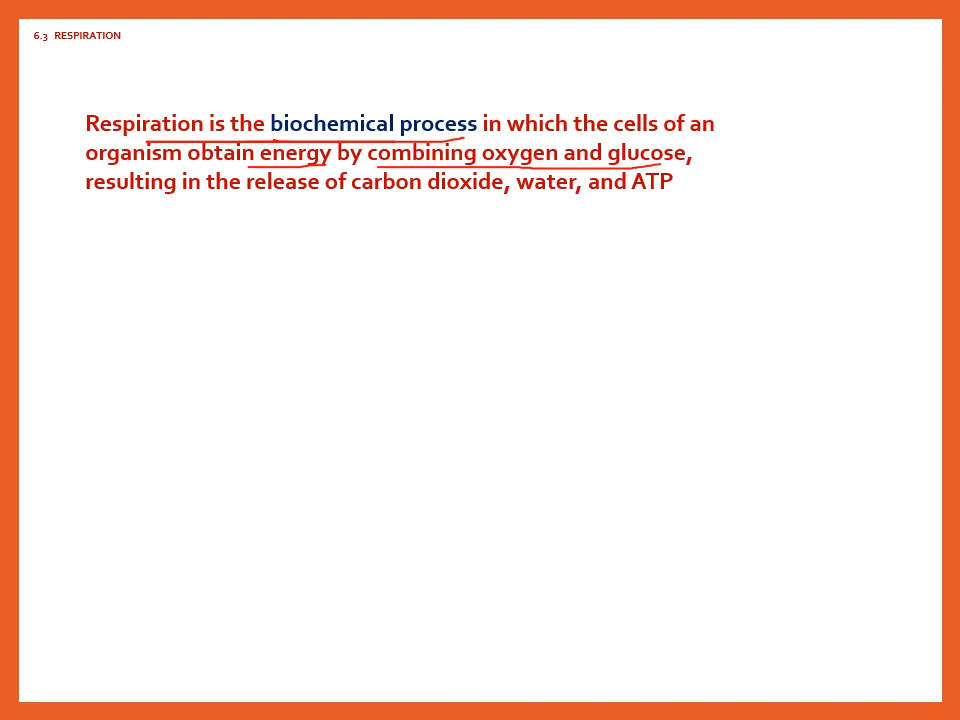 6.3 RESPIRATION
Respiration is the biochemical process in which the cells of an
organism obtain energy by combining oxygen and glucose,
resulting in the release of carbon dioxide, water, and ATP